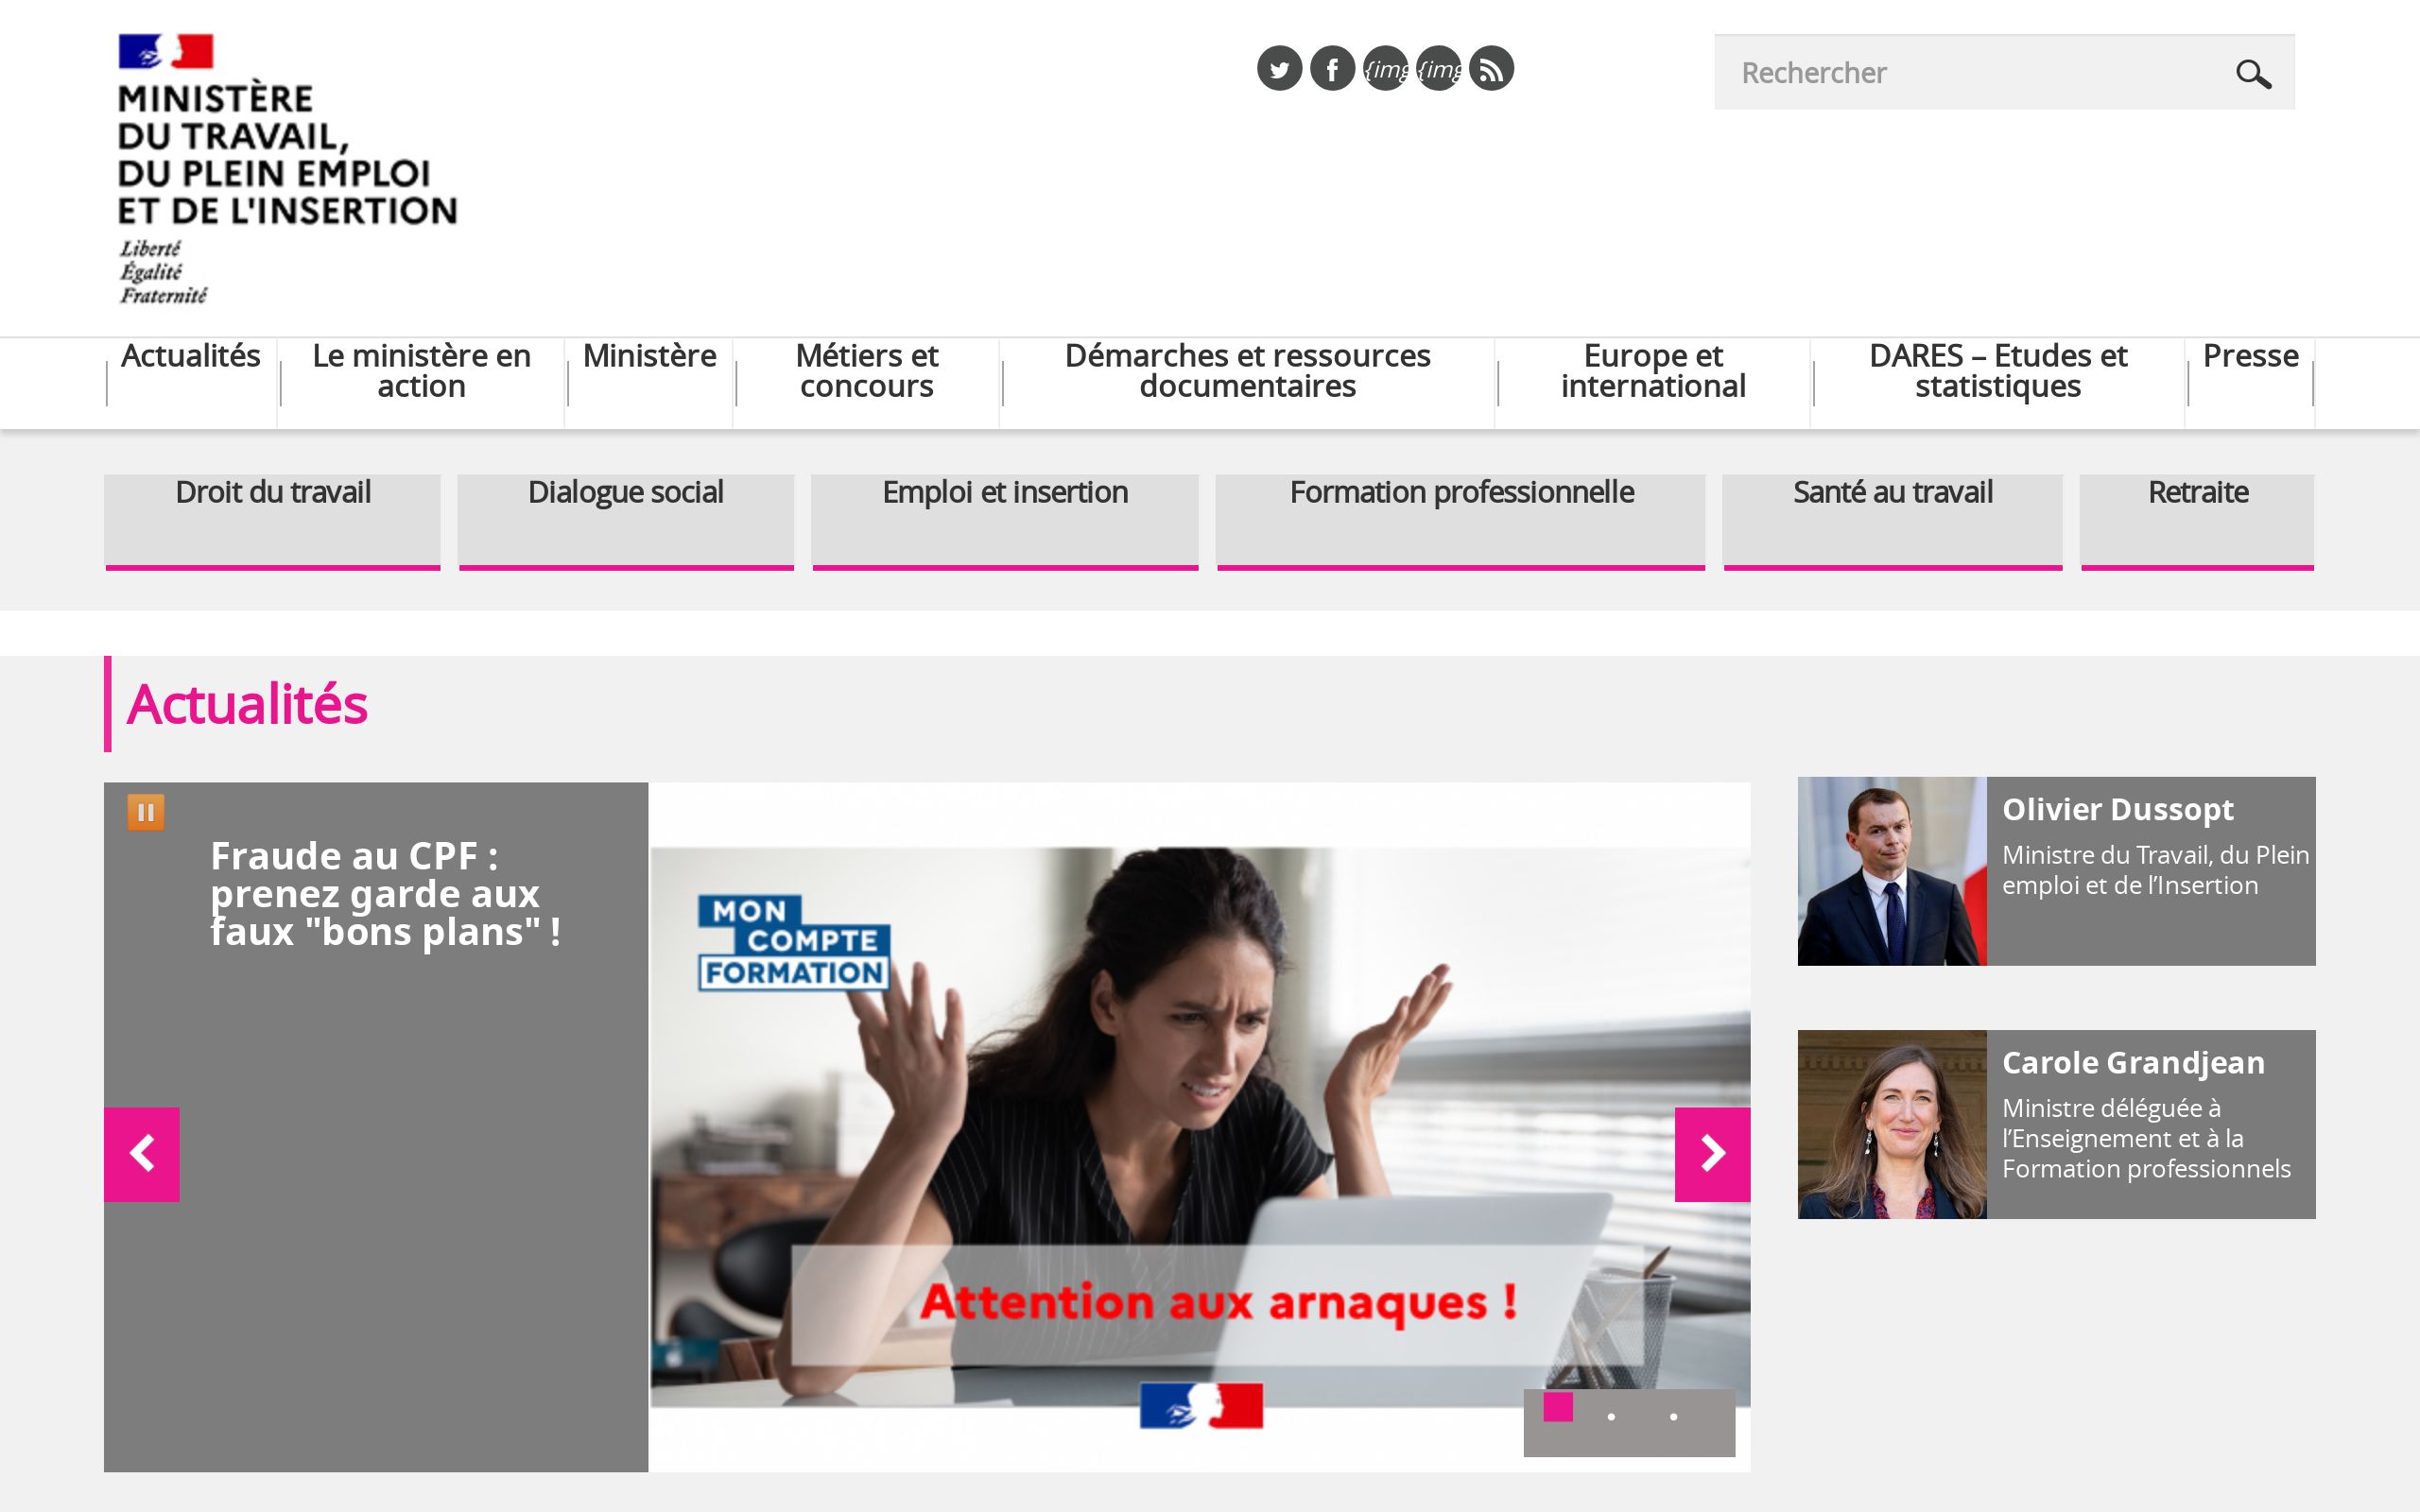 MINISTÈRE
DU TRAVAIL,
DU PLEIN EMPLOI
ET DE L'INSERTION
Liberté
Égalité
Fraternité
{img
{img
Rechercher
Actualités
Le ministère en
action
Ministère
Métiers et
concours
Démarches et ressources
documentaires
Europe et
international
DARES – Etudes et
statistiques
Presse
Droit du travail
Dialogue social
Emploi et insertion
Formation professionnelle
Santé au travail
Retraite
Actualités
Fraude au CPF :
prenez garde aux
faux "bons plans" !
MON
COMPTE
FORMATION
Attention aux arnaques !
Olivier Dussopt
Ministre du Travail, du Plein
emploi et de l’Insertion
Carole Grandjean
Ministre déléguée à
l’Enseignement et à la
Formation professionnels